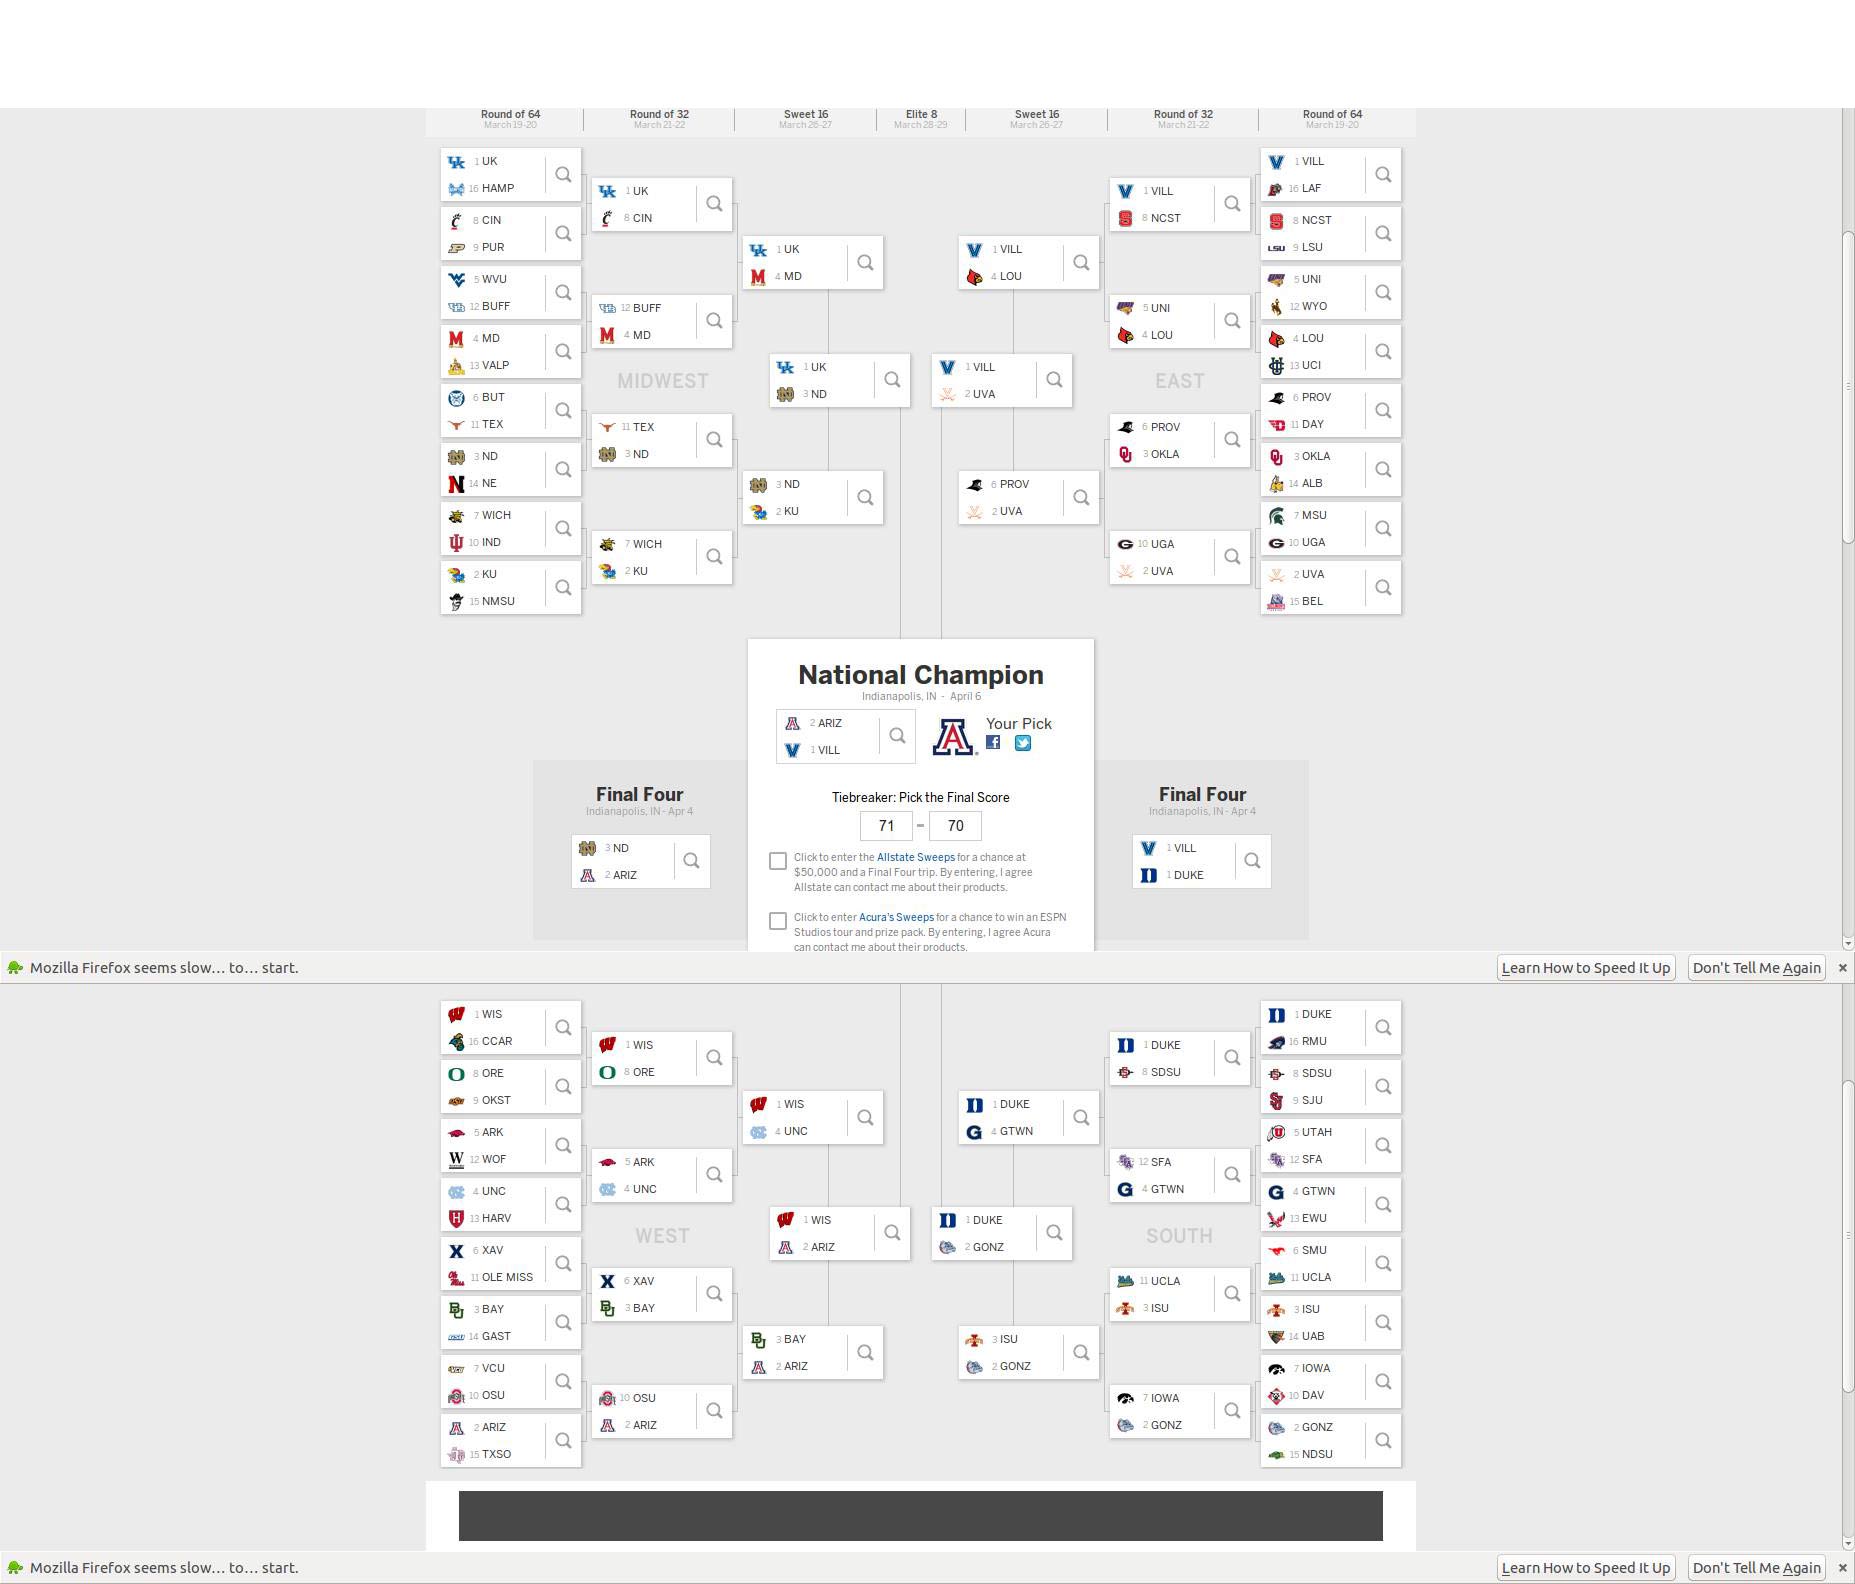 Round of 64
March 19-20
Round of 32
March 21-22
Sweet 16
March 26-27
Elite 8
March 28-29
Sweet 16
March 26-27
Round of 32
March 21-22
Round of 64
March 19-20
1 UK
16 HAMP
8 CIN
9 PUR
5 WVU
12 BUFF
4 MD
13 VALP
6 BUT
11 TEX
3 ND
14 NE
7 WICH
10 IND
2 KU
15 NMSU
1 UK
8 CIN
12 BUFF
4 MD
MIDWEST
11 TEX
3 ND
7 WICH
2 KU
1 UK
4 MD
3 ND
2 KU
1 UK
3 ND
1 VILL
2 UVA
1 VILL
4 LOU
6 PROV
2 UVA
1 VILL
8 NCST
5 UNI
4 LOU
EAST
6 PROV
3 OKLA
10 UGA
2 UVA
1 VILL
16 LAF
8 NCST
9 LSU
5 UNI
12 WYO
4 LOU
13 UCI
6 PROV
11 DAY
3 OKLA
14 ALB
7 MSU
10 UGA
2 UVA
15 BEL
National Champion
Indianapolis, IN - April 6
2 ARIZ
1 VILL
Your Pick
Tiebreaker: Pick the Final Score
71 - 70
Click to enter the Allstate Sweeps for a chance at
$50,000 and a Final Four trip. By entering, I agree
Allstate can contact me about their products.
Click to enter Acura's Sweeps for a chance to win an ESPN
Studios tour and prize pack. By entering, I agree Acura
can contact me about their products.
Final Four
Indianapolis, IN - Apr 4
3 ND
2 ARIZ
Final Four
Indianapolis, IN - Apr 4
1 VILL
1 DUKE
Mozilla Firefox seems slow... to... start.
Learn How to Speed It Up
Don't Tell Me Again
1 WIS
16 CCAR
8 ORE
9 OKST
5 ARK
12 WOF
4 UNC
13 HARV
6 XAV
11 OLE MISS
3 BAY
14 GAST
7 VCU
10 OSU
2 ARIZ
15 TXSO
1 WIS
8 ORE
5 ARK
4 UNC
WEST
6 XAV
3 BAY
10 OSU
2 ARIZ
1 WIS
4 UNC
3 BAY
2 ARIZ
1 WIS
2 ARIZ
1 DUKE
2 GONZ
1 DUKE
4 GTWN
3 ISU
2 GONZ
1 DUKE
8 SDSU
12 SFA
4 GTWN
SOUTH
11 UCLA
3 ISU
7 IOWA
2 GONZ
1 DUKE
16 RMU
8 SDSU
9 SJU
5 UTAH
12 SFA
4 GTWN
13 EWU
6 SMU
11 UCLA
3 ISU
14 UAB
7 IOWA
10 DAV
2 GONZ
15 NDSU
Mozilla Firefox seems slow... to... start.
Learn How to Speed It Up
Don't Tell Me Again